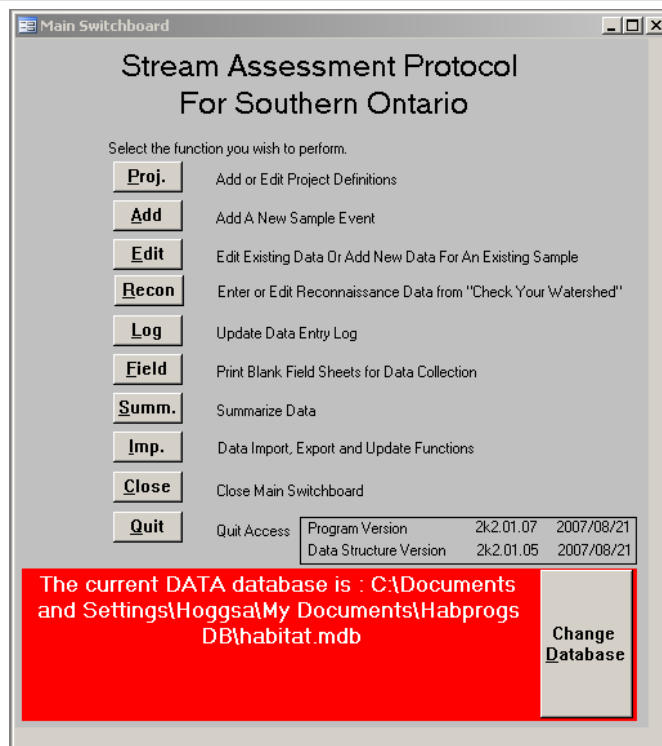 Main Switchboard
Stream Assessment Protocol
For Southern Ontario
Select the function you wish to perform.
Proj. Add or Edit Project Definitions
Add Add A New Sample Event
Edit Edit Existing Data Or Add New Data For An Existing Sample
Recon Enter or Edit Reconnaissance Data from "Check Your Watershed"
Log Update Data Entry Log
Field Print Blank Field Sheets for Data Collection
Summ. Summarize Data
Imp. Data Import, Export and Update Functions
Close Close Main Switchboard
Quit Quit Access
Program Version 2k2.01.07 2007/08/21
Data Structure Version 2k2.01.05 2007/08/21
The current DATA database is : C:\Documents
and Settings\Hoggsa\My Documents\Habprogs
DB\habitat.mdb
Change
Database